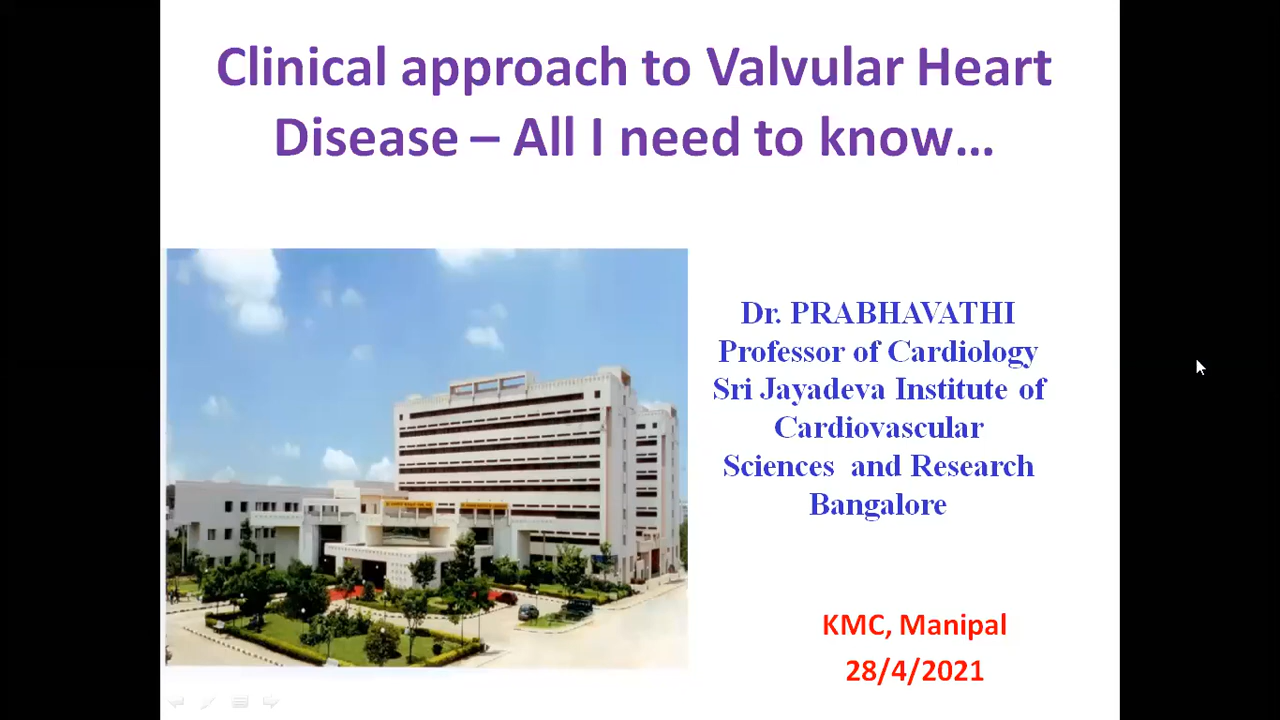 Clinical approach to Valvular Heart
Disease – All I need to know...
Dr. PRABHAVATHI
Professor of Cardiology
Sri Jayadeva Institute of
Cardiovascular
Sciences and Research
Bangalore
KMC, Manipal
28/4/2021